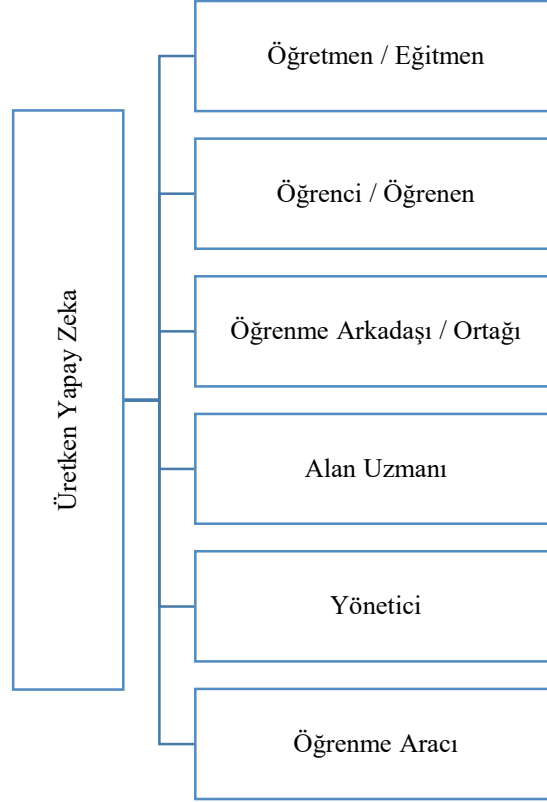 Üretken Yapay Zeka
Öğretmen / Eğitmen
Öğrenci / Öğrenen
Öğrenme Arkadaşı / Ortağı
Alan Uzmanı
Yönetici
Öğrenme Aracı